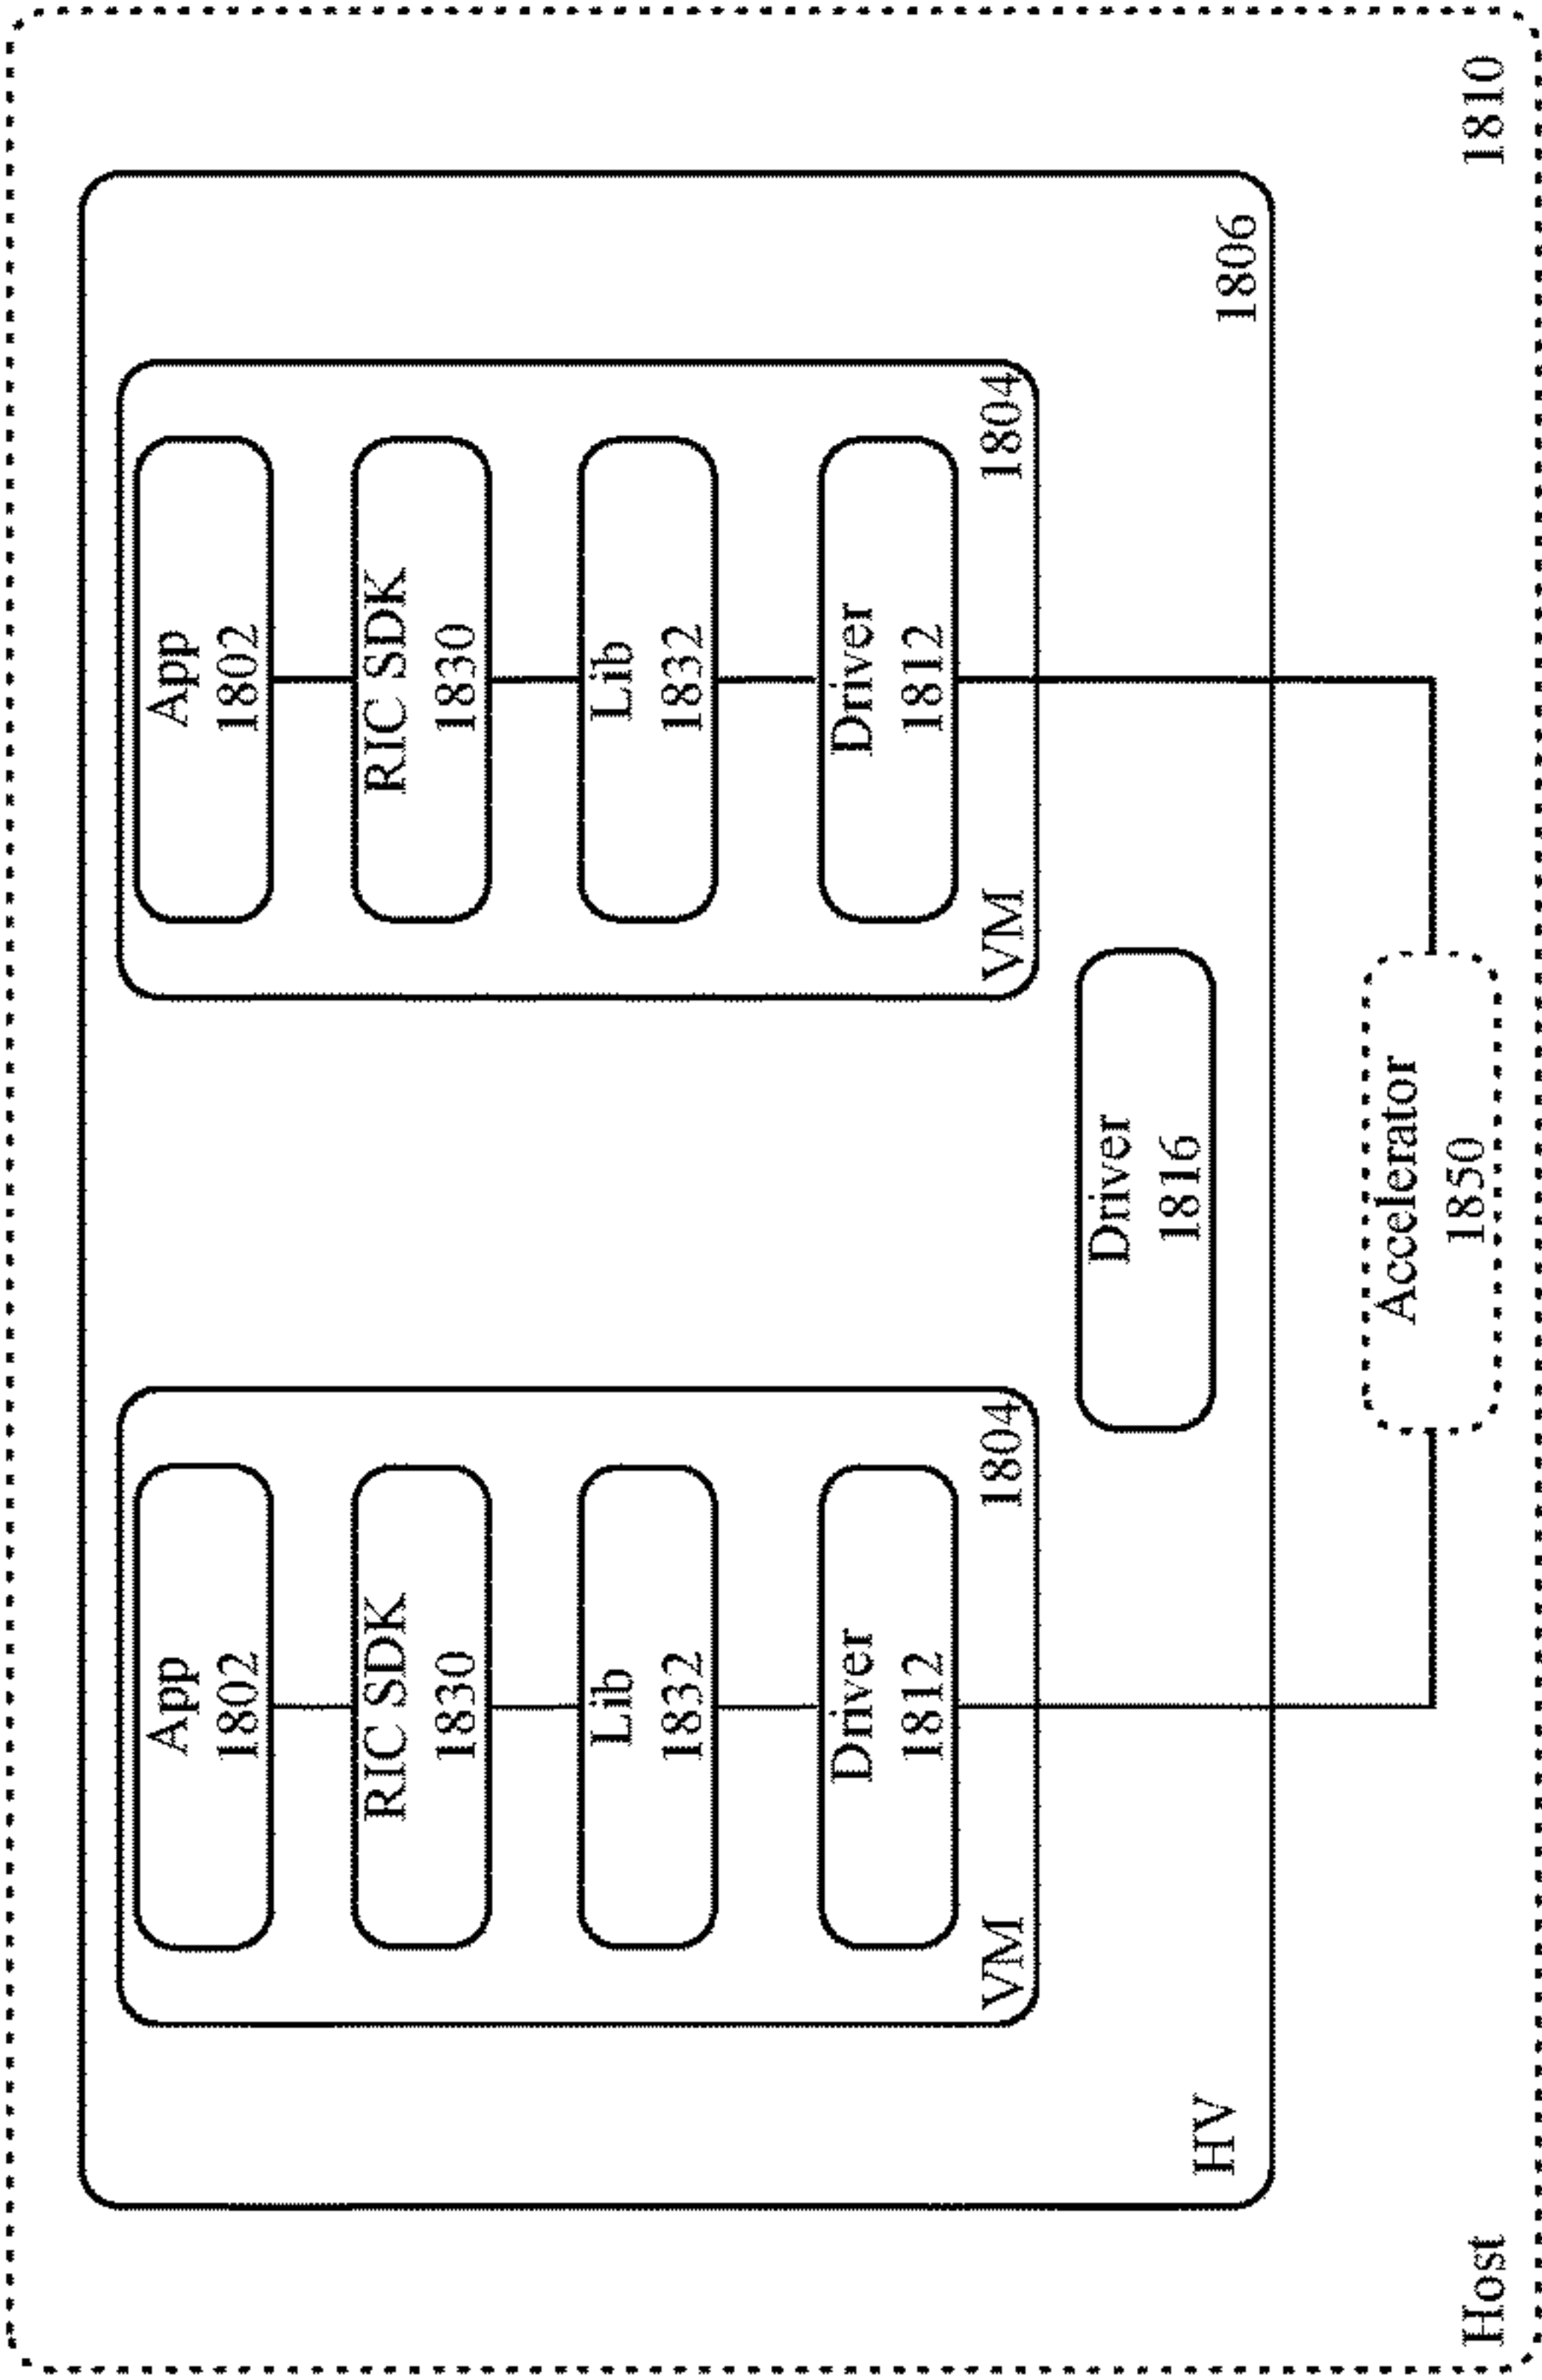 App
1802
RIC SDK
1830
Lib
1832
Driver
1812
VM
1804
App
1802
RIC SDK
1830
Lib
1832
Driver
1812
VM
1804
Driver
1816
HV
1806
Accelerator
1850
Host
1810